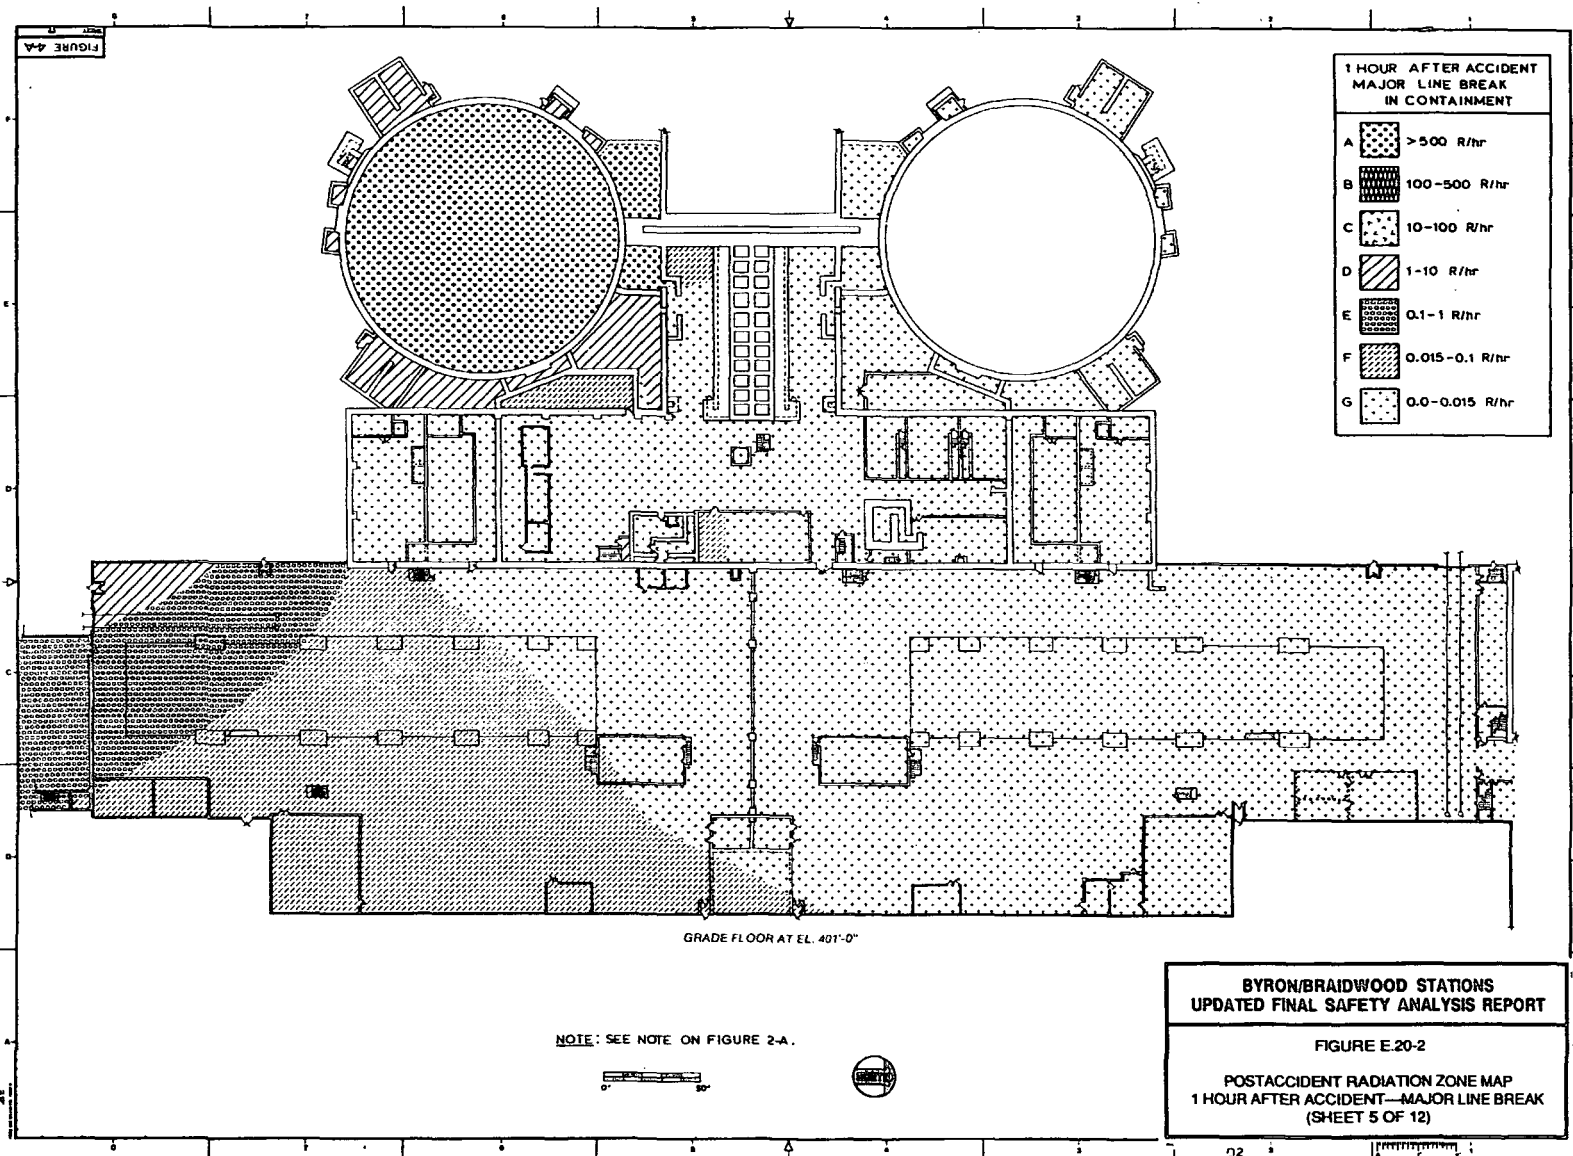 FIGURE 4-A
1 HOUR AFTER ACCIDENT
MAJOR LINE BREAK
IN CONTAINMENT
A >500 R/hr
B 100-500 R/hr
C 10-100 R/hr
D 1-10 R/hr
E 0.1-1 R/hr
F 0.015-0.1 R/hr
G 0.0-0.015 R/hr
GRADE FLOOR AT EL. 401'-0"
NOTE: SEE NOTE ON FIGURE 2-A.
0' 50'
NORTH
BYRON/BRAIDWOOD STATIONS
UPDATED FINAL SAFETY ANALYSIS REPORT
FIGURE E.20-2
POSTACCIDENT RADIATION ZONE MAP
1 HOUR AFTER ACCIDENT—MAJOR LINE BREAK
(SHEET 5 OF 12)